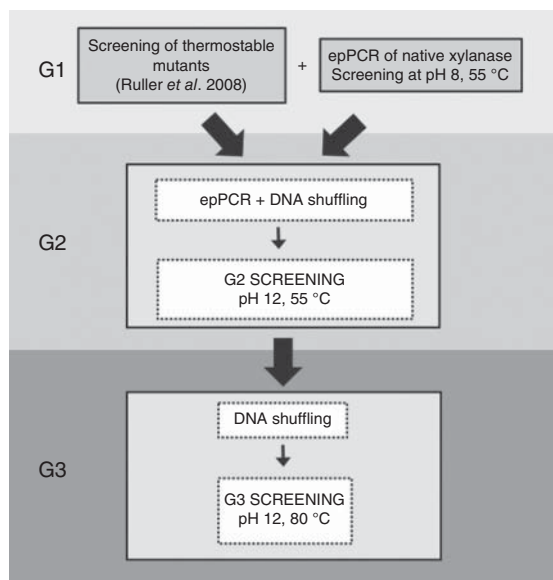 G1
Screening of thermostable
mutants
(Ruller et al. 2008)
+
epPCR of native xylanase
Screening at pH 8, 55 °C
G2
epPCR + DNA shuffling
G2 SCREENING
pH 12, 55 °C
G3
DNA shuffling
G3 SCREENING
pH 12, 80 °C